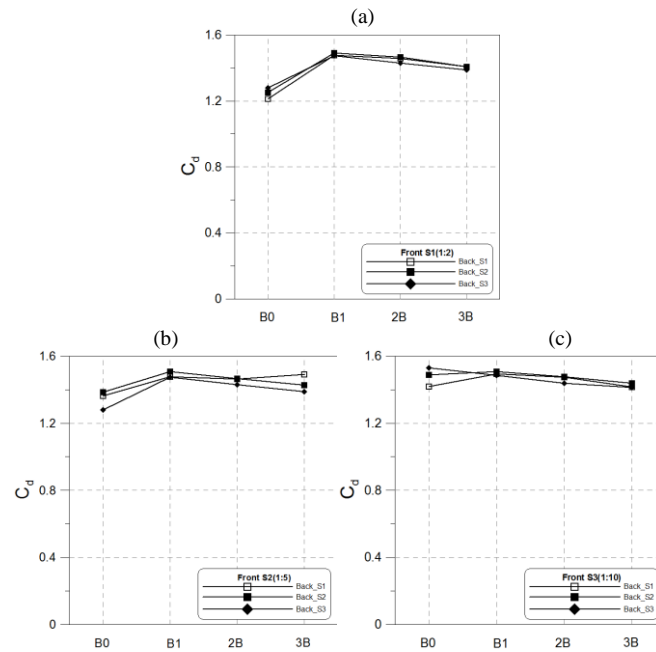 (a)
1.6
1.2
0.8
0.4
0
Cd
Front S1(1:2)
Back_S1
Back_S2
Back_S3
B0 B1 2B 3B
(b)
1.6
1.2
0.8
0.4
0
Cd
Front S2(1:5)
Back_S1
Back_S2
Back_S3
B0 B1 2B 3B
(c)
1.6
1.2
0.8
0.4
0
Cd
Front S3(1:10)
Back_S1
Back_S2
Back_S3
B0 B1 2B 3B